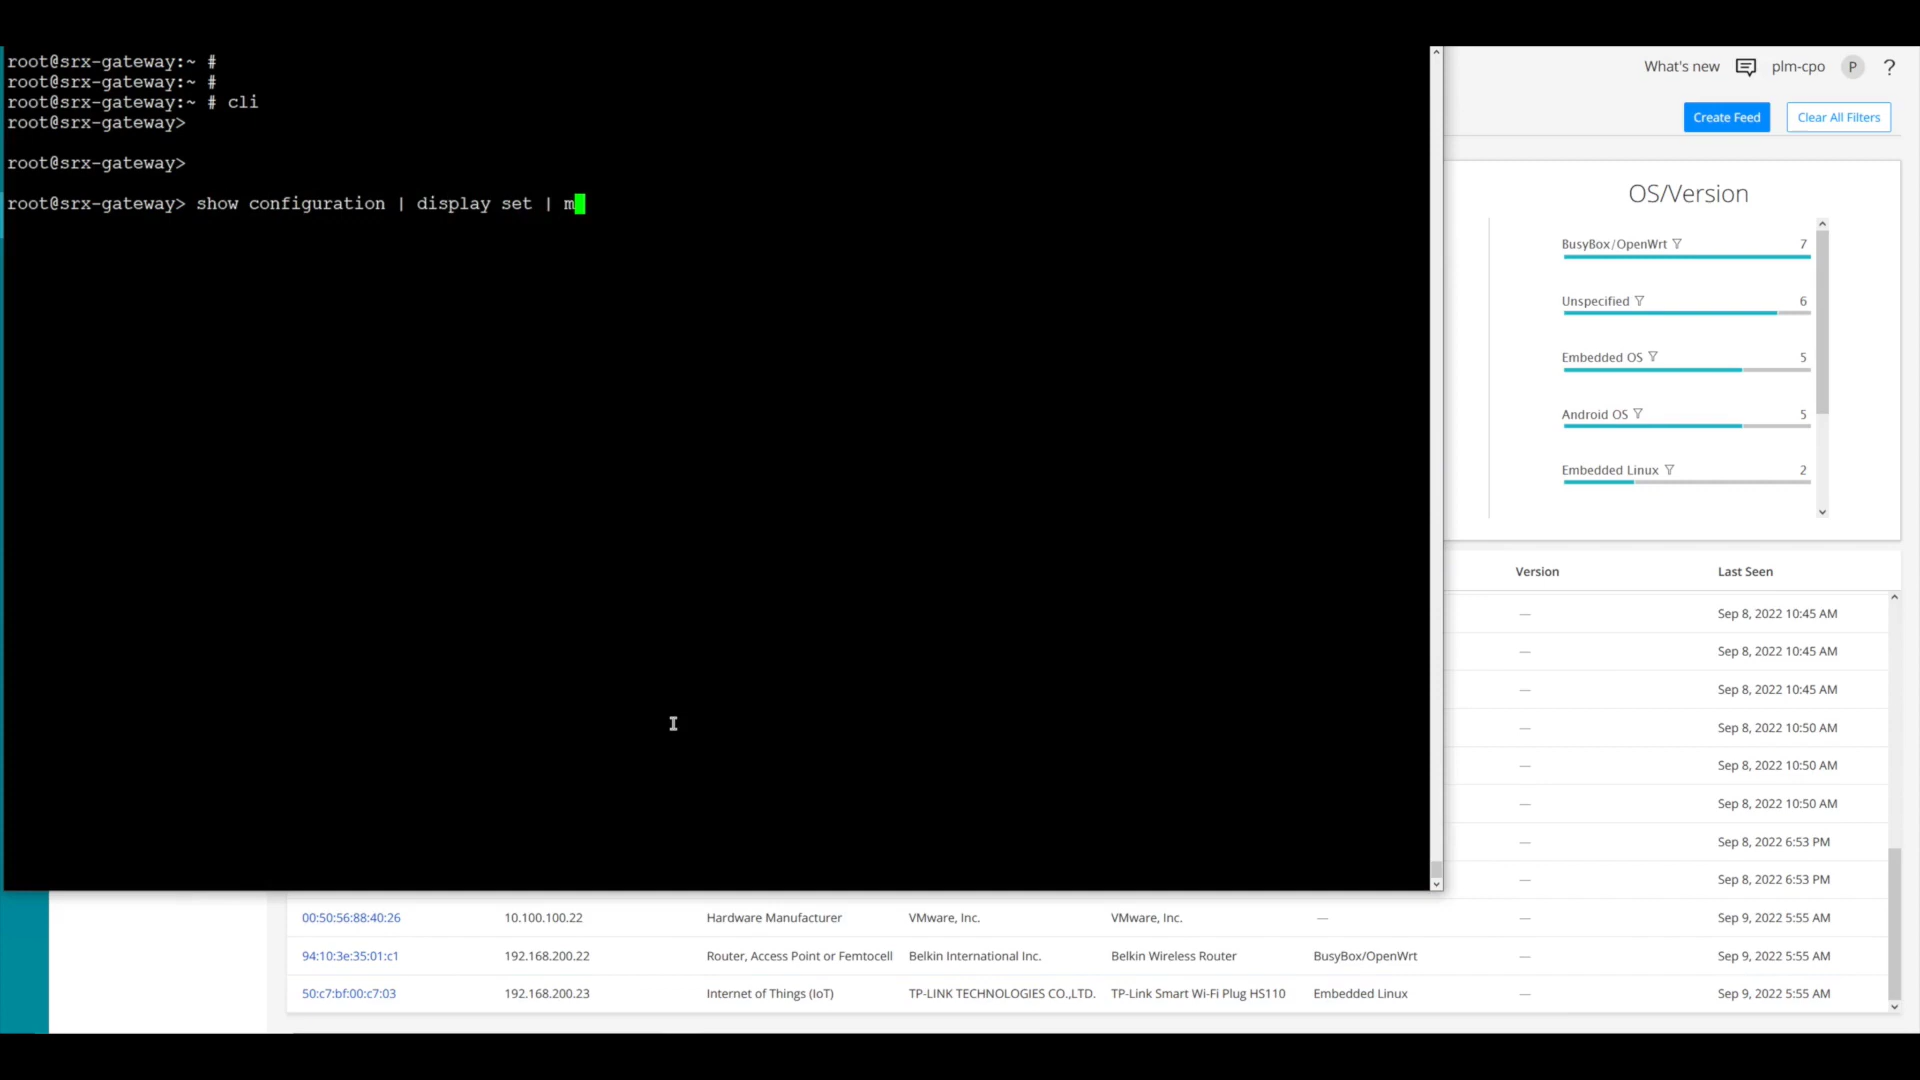 root@srx-gateway:~ #
root@srx-gateway:~ #
root@srx-gateway:~ # cli
root@srx-gateway>
root@srx-gateway>
root@srx-gateway> show configuration | display set | m
What's new plm-cpo P ?
Create Feed Clear All Filters
OS/Version
BusyBox/OpenWrt 7
Unspecified 6
Embedded OS 5
Android OS 5
Embedded Linux 2
Version Last Seen
— Sep 8, 2022 10:45 AM
— Sep 8, 2022 10:45 AM
— Sep 8, 2022 10:45 AM
— Sep 8, 2022 10:50 AM
— Sep 8, 2022 10:50 AM
— Sep 8, 2022 10:50 AM
— Sep 8, 2022 6:53 PM
— Sep 8, 2022 6:53 PM
00:50:56:88:40:26 10.100.100.22 Hardware Manufacturer VMware, Inc. VMware, Inc. — — Sep 9, 2022 5:55 AM
94:10:3e:35:01:c1 192.168.200.22 Router, Access Point or Femtocell Belkin International Inc. Belkin Wireless Router BusyBox/OpenWrt — Sep 9, 2022 5:55 AM
50:c7:bf:00:c7:03 192.168.200.23 Internet of Things (IoT) TP-LINK TECHNOLOGIES CO.,LTD. TP-Link Smart Wi-Fi Plug HS110 Embedded Linux — Sep 9, 2022 5:55 AM